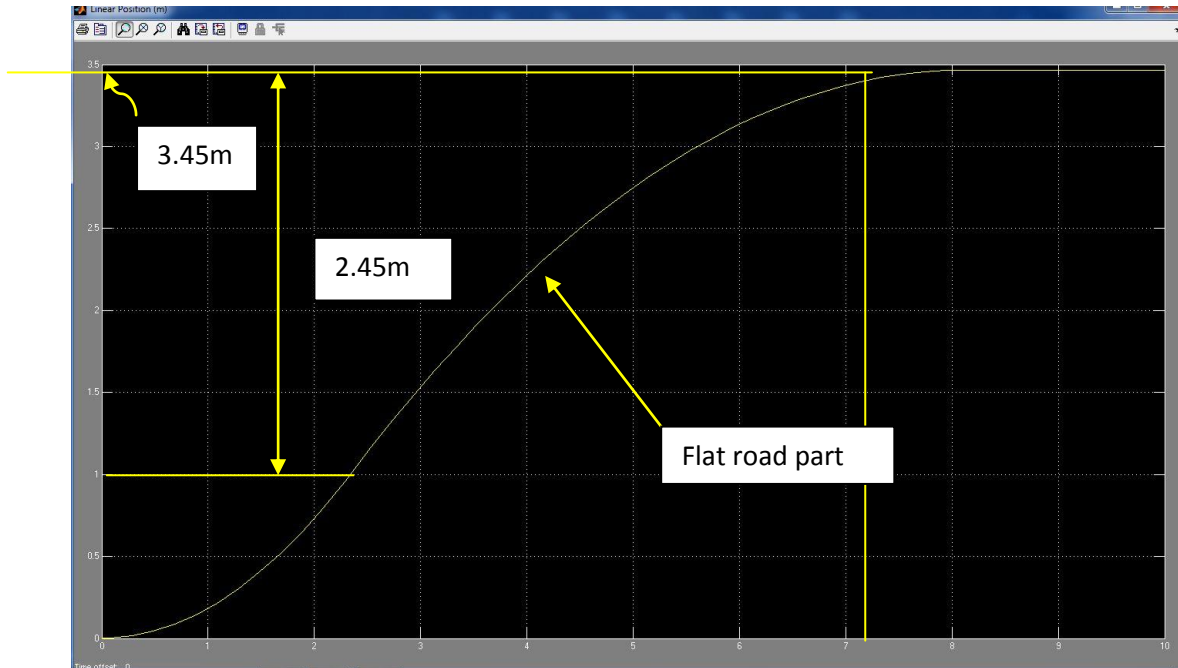 Linear Position (m)
3.5
3.45m
3
2.5
2.45m
2
1.5
Flat road part
1
0.5
0
0 1 2 3 4 5 6 7 8 9 10
Time offset: 0